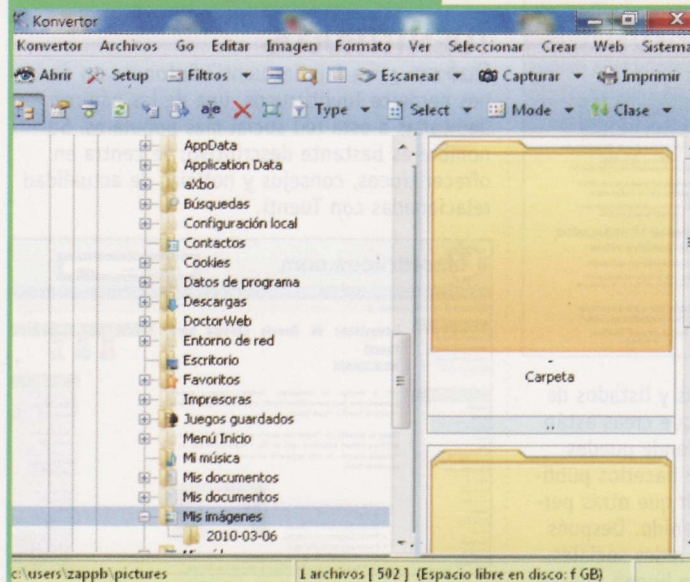 Konvertor
Konvertor Archivos Go Editar Imagen Formato Ver Seleccionar Crear Web Sistema
Abrir Setup Filtros Escanear Capturar Imprimir
aje Type Select Mode Clase
AppData
Application Data
aXbo
Búsquedas
Configuración local
Contactos
Cookies
Datos de programa
Descargas
DoctorWeb
Entorno de red
Escritorio
Favoritos
Impresoras
Juegos guardados
Menú Inicio
Mi música
Mis documentos
Mis documentos
Mis imágenes
2010-03-06
Carpeta
..
c:\users\zappb\pictures
1 archivos [ 502 ] (Espacio libre en disco: f GB)